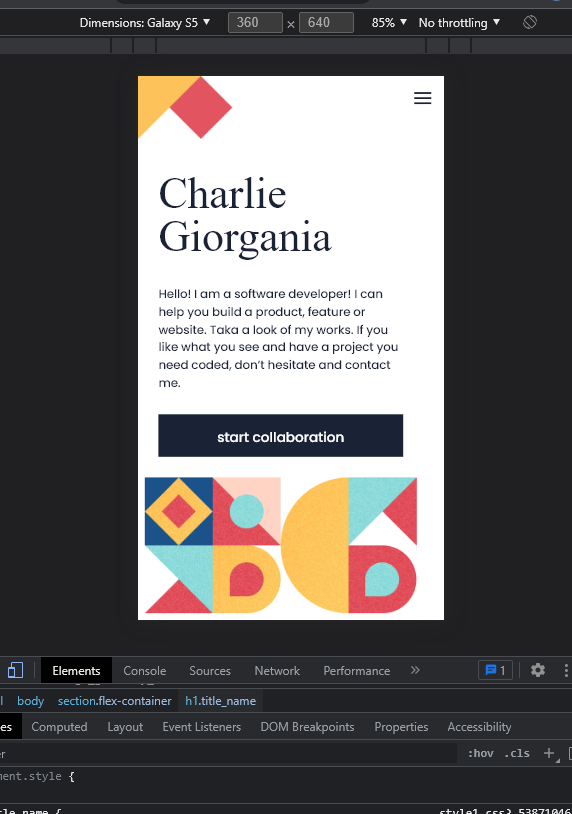 Dimensions: Galaxy S5 ▼ 360 × 640 85% ▼ No throttling ▼
Charlie
Giorgania
Hello! I am a software developer! I can
help you build a product, feature or
website. Taka a look of my works. If you
like what you see and have a project you
need coded, don’t hesitate and contact
me.
start collaboration
Elements Console Sources Network Performance » 1
l body section.flex-container h1.title_name
es Computed Layout Event Listeners DOM Breakpoints Properties Accessibility
er :hov .cls +
ment.style {
tle_name { style1.css?…53871046